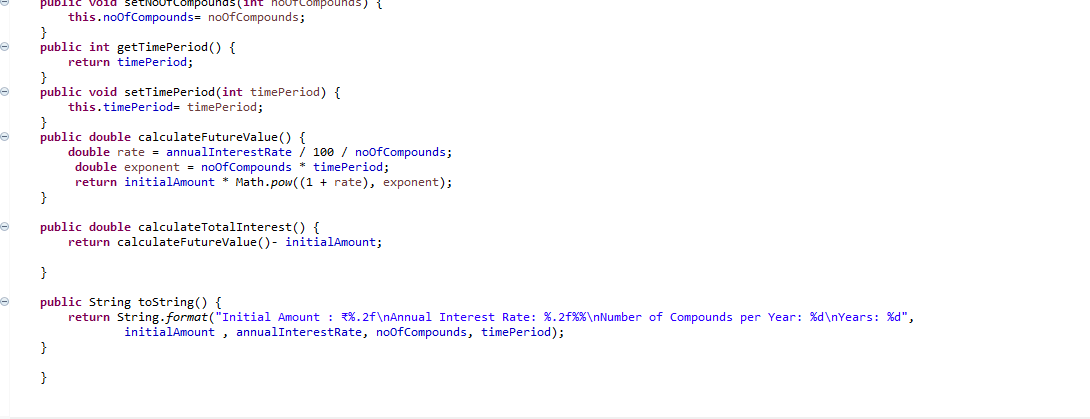 public void setNoOfCompounds(int noOfCompounds) {
this.noOfCompounds= noOfCompounds;
}
public int getTimePeriod() {
return timePeriod;
}
public void setTimePeriod(int timePeriod) {
this.timePeriod= timePeriod;
}
public double calculateFutureValue() {
double rate = annualInterestRate / 100 / noOfCompounds;
double exponent = noOfCompounds * timePeriod;
return initialAmount * Math.pow((1 + rate), exponent);
}
public double calculateTotalInterest() {
return calculateFutureValue()- initialAmount;
}
public String toString() {
return String.format("Initial Amount : ₹%.2f\nAnnual Interest Rate: %.2f%%\nNumber of Compounds per Year: %d\nYears: %d",
initialAmount , annualInterestRate, noOfCompounds, timePeriod);
}
}